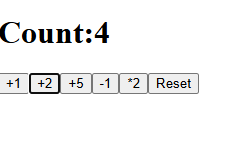 Count:4
+1 +2 +5 -1 *2 Reset